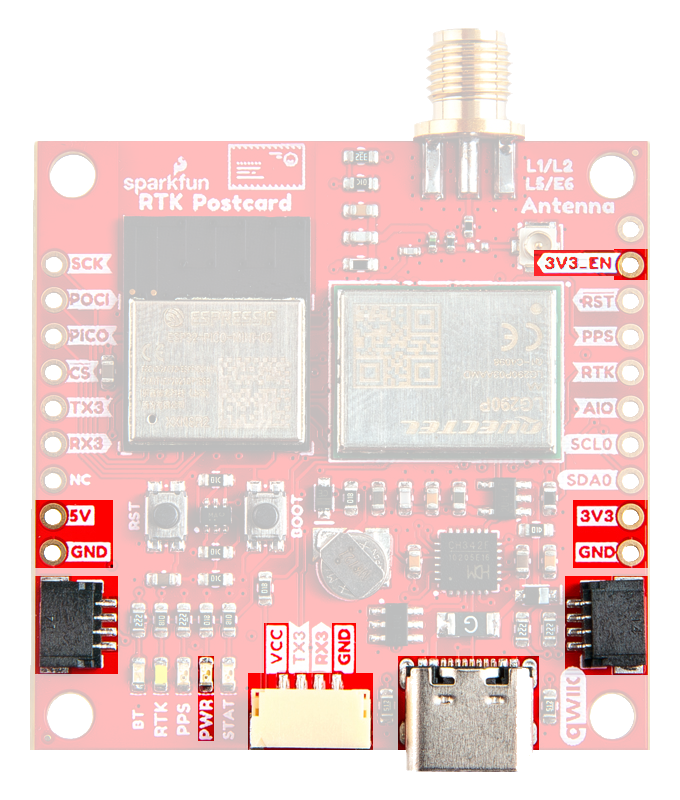 L1/L2
L5/E6
Antenna
sparkfun
RTK Postcard
SCK
POCI
PICO
CS
TX3
RX3
NC
5V
GND
3V3_EN
RST
PPS
RTK
AIO
SCL0
SDA0
3V3
GND
ESPRESSIF
LG290P
QUECTEL
RST
BOOT
BT
RTK
PPS
PWR
STAT
VCC
TX3
RX3
GND
qwiic